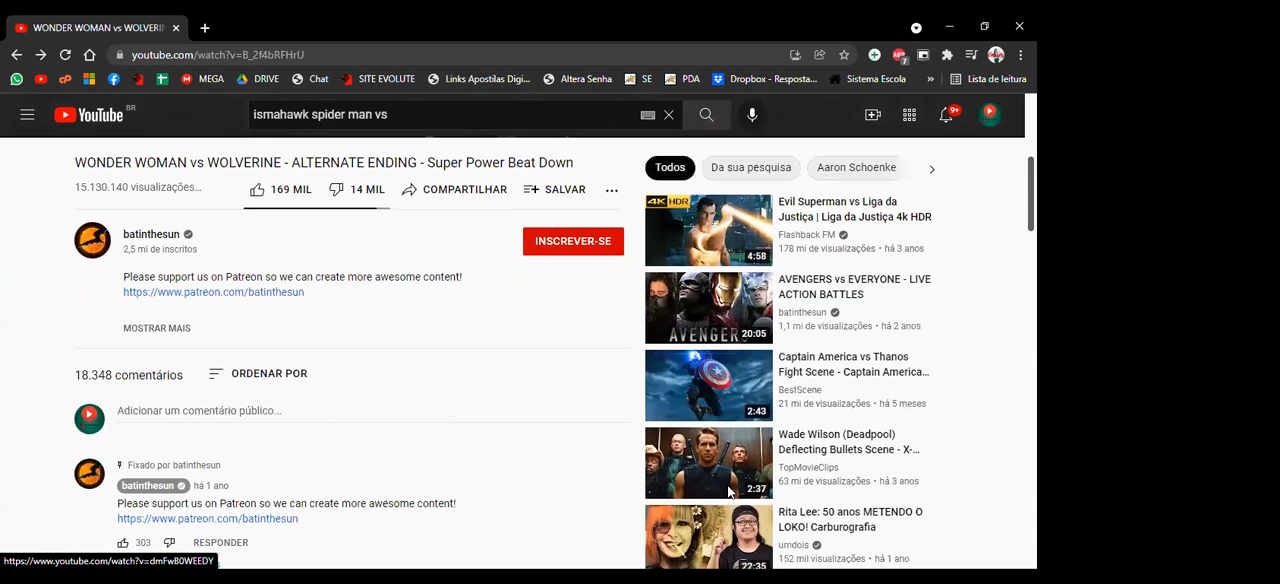 WONDER WOMAN vs WOLVERIN
youtube.com/watch?v=B_2f4bRFHrU
7
MEGA
DRIVE
Chat
SITE EVOLUTE
Links Apostilas Digi...
Altera Senha
SE
PDA
Dropbox - Resposta...
Sistema Escola
»
Lista de leitura
YouTube BR
ismahawk spider man vs
9+
WONDER WOMAN vs WOLVERINE - ALTERNATE ENDING - Super Power Beat Down
15.130.140 visualizações...
169 MIL
14 MIL
COMPARTILHAR
SALVAR
...
batinthesun
2,5 mi de inscritos
INSCREVER-SE
Please support us on Patreon so we can create more awesome content!
https://www.patreon.com/batinthesun
MOSTRAR MAIS
18.348 comentários
ORDENAR POR
Adicionar um comentário público...
Fixado por batinthesun
batinthesun há 1 ano
Please support us on Patreon so we can create more awesome content!
https://www.patreon.com/batinthesun
303
RESPONDER
https://www.youtube.com/watch?v=dmFwB0WEEDY
Todos
Da sua pesquisa
Aaron Schoenke
4K HDR
4:58
Evil Superman vs Liga da
Justiça | Liga da Justiça 4k HDR
Flashback FM
178 mi de visualizações • há 3 anos
AVENGERS
20:05
AVENGERS vs EVERYONE - LIVE
ACTION BATTLES
batinthesun
1,1 mi de visualizações • há 2 anos
2:43
Captain America vs Thanos
Fight Scene - Captain America...
BestScene
21 mi de visualizações • há 5 meses
2:37
Wade Wilson (Deadpool)
Deflecting Bullets Scene - X-...
TopMovieClips
63 mi de visualizações • há 3 anos
22:35
Rita Lee: 50 anos METENDO O
LOKO! Carburografia
umdois
152 mil visualizações • há 1 ano